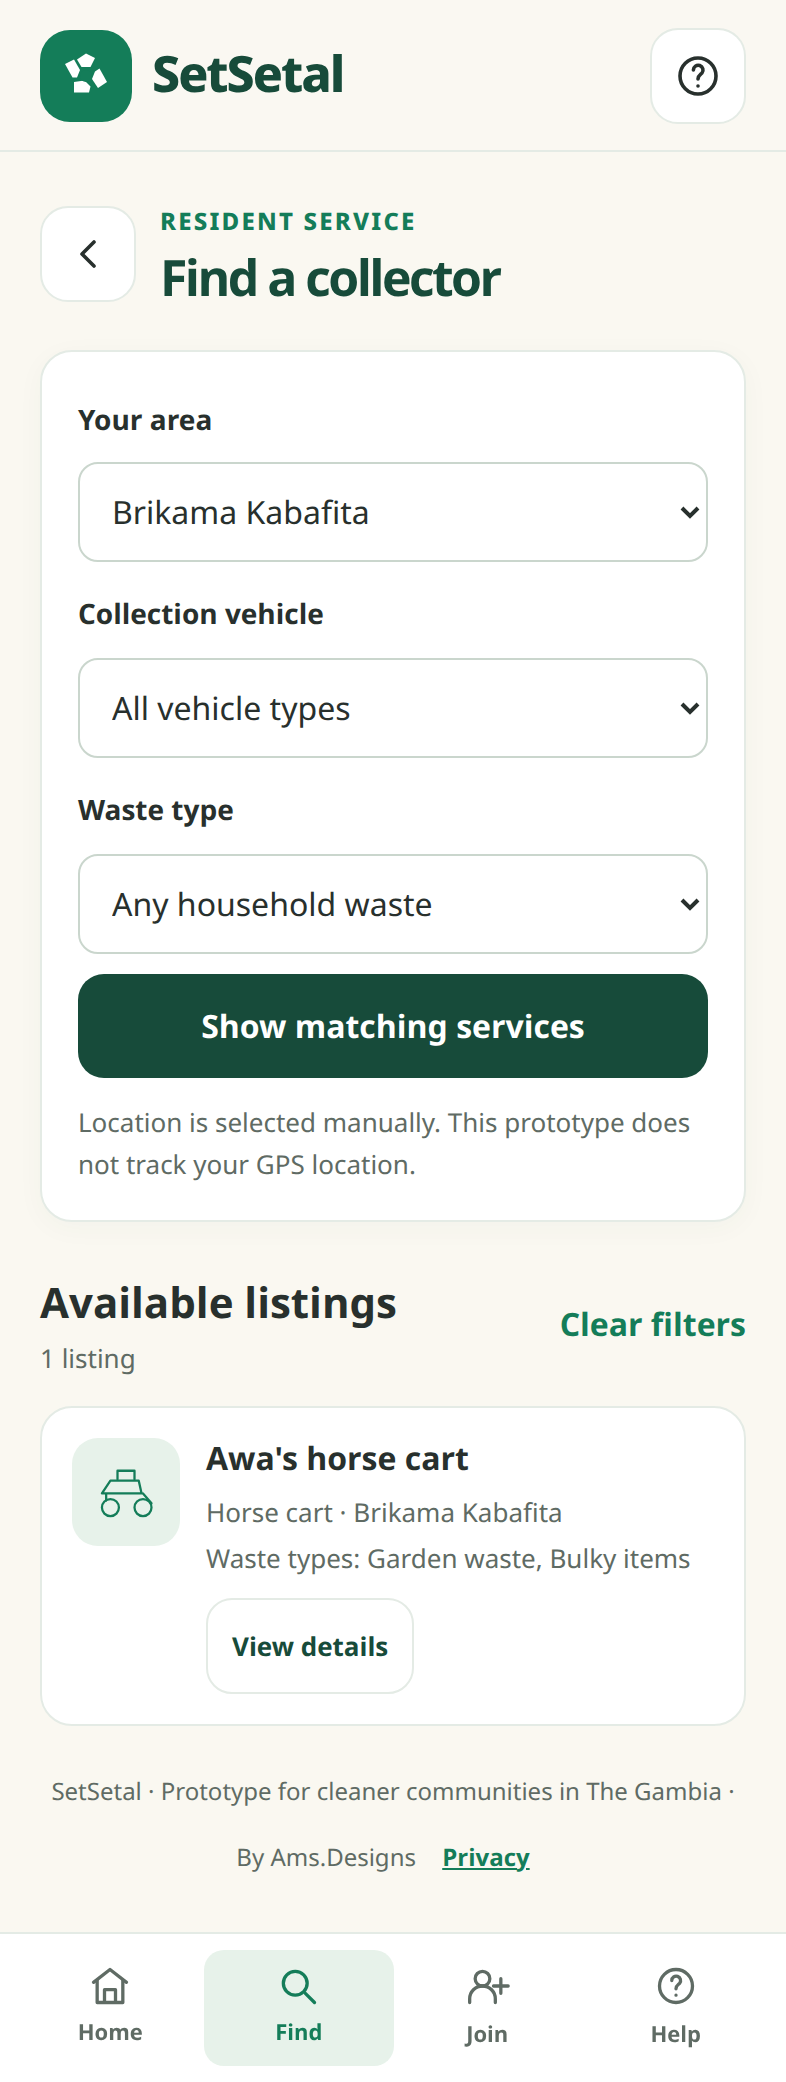 SetSetal
RESIDENT SERVICE
Find a collector
Your area
Brikama Kabafita
Collection vehicle
All vehicle types
Waste type
Any household waste
Show matching services
Location is selected manually. This prototype does
not track your GPS location.
Available listings
Clear filters
1 listing
Awa's horse cart
Horse cart · Brikama Kabafita
Waste types: Garden waste, Bulky items
View details
SetSetal · Prototype for cleaner communities in The Gambia ·
By Ams.Designs Privacy
Home Find Join Help